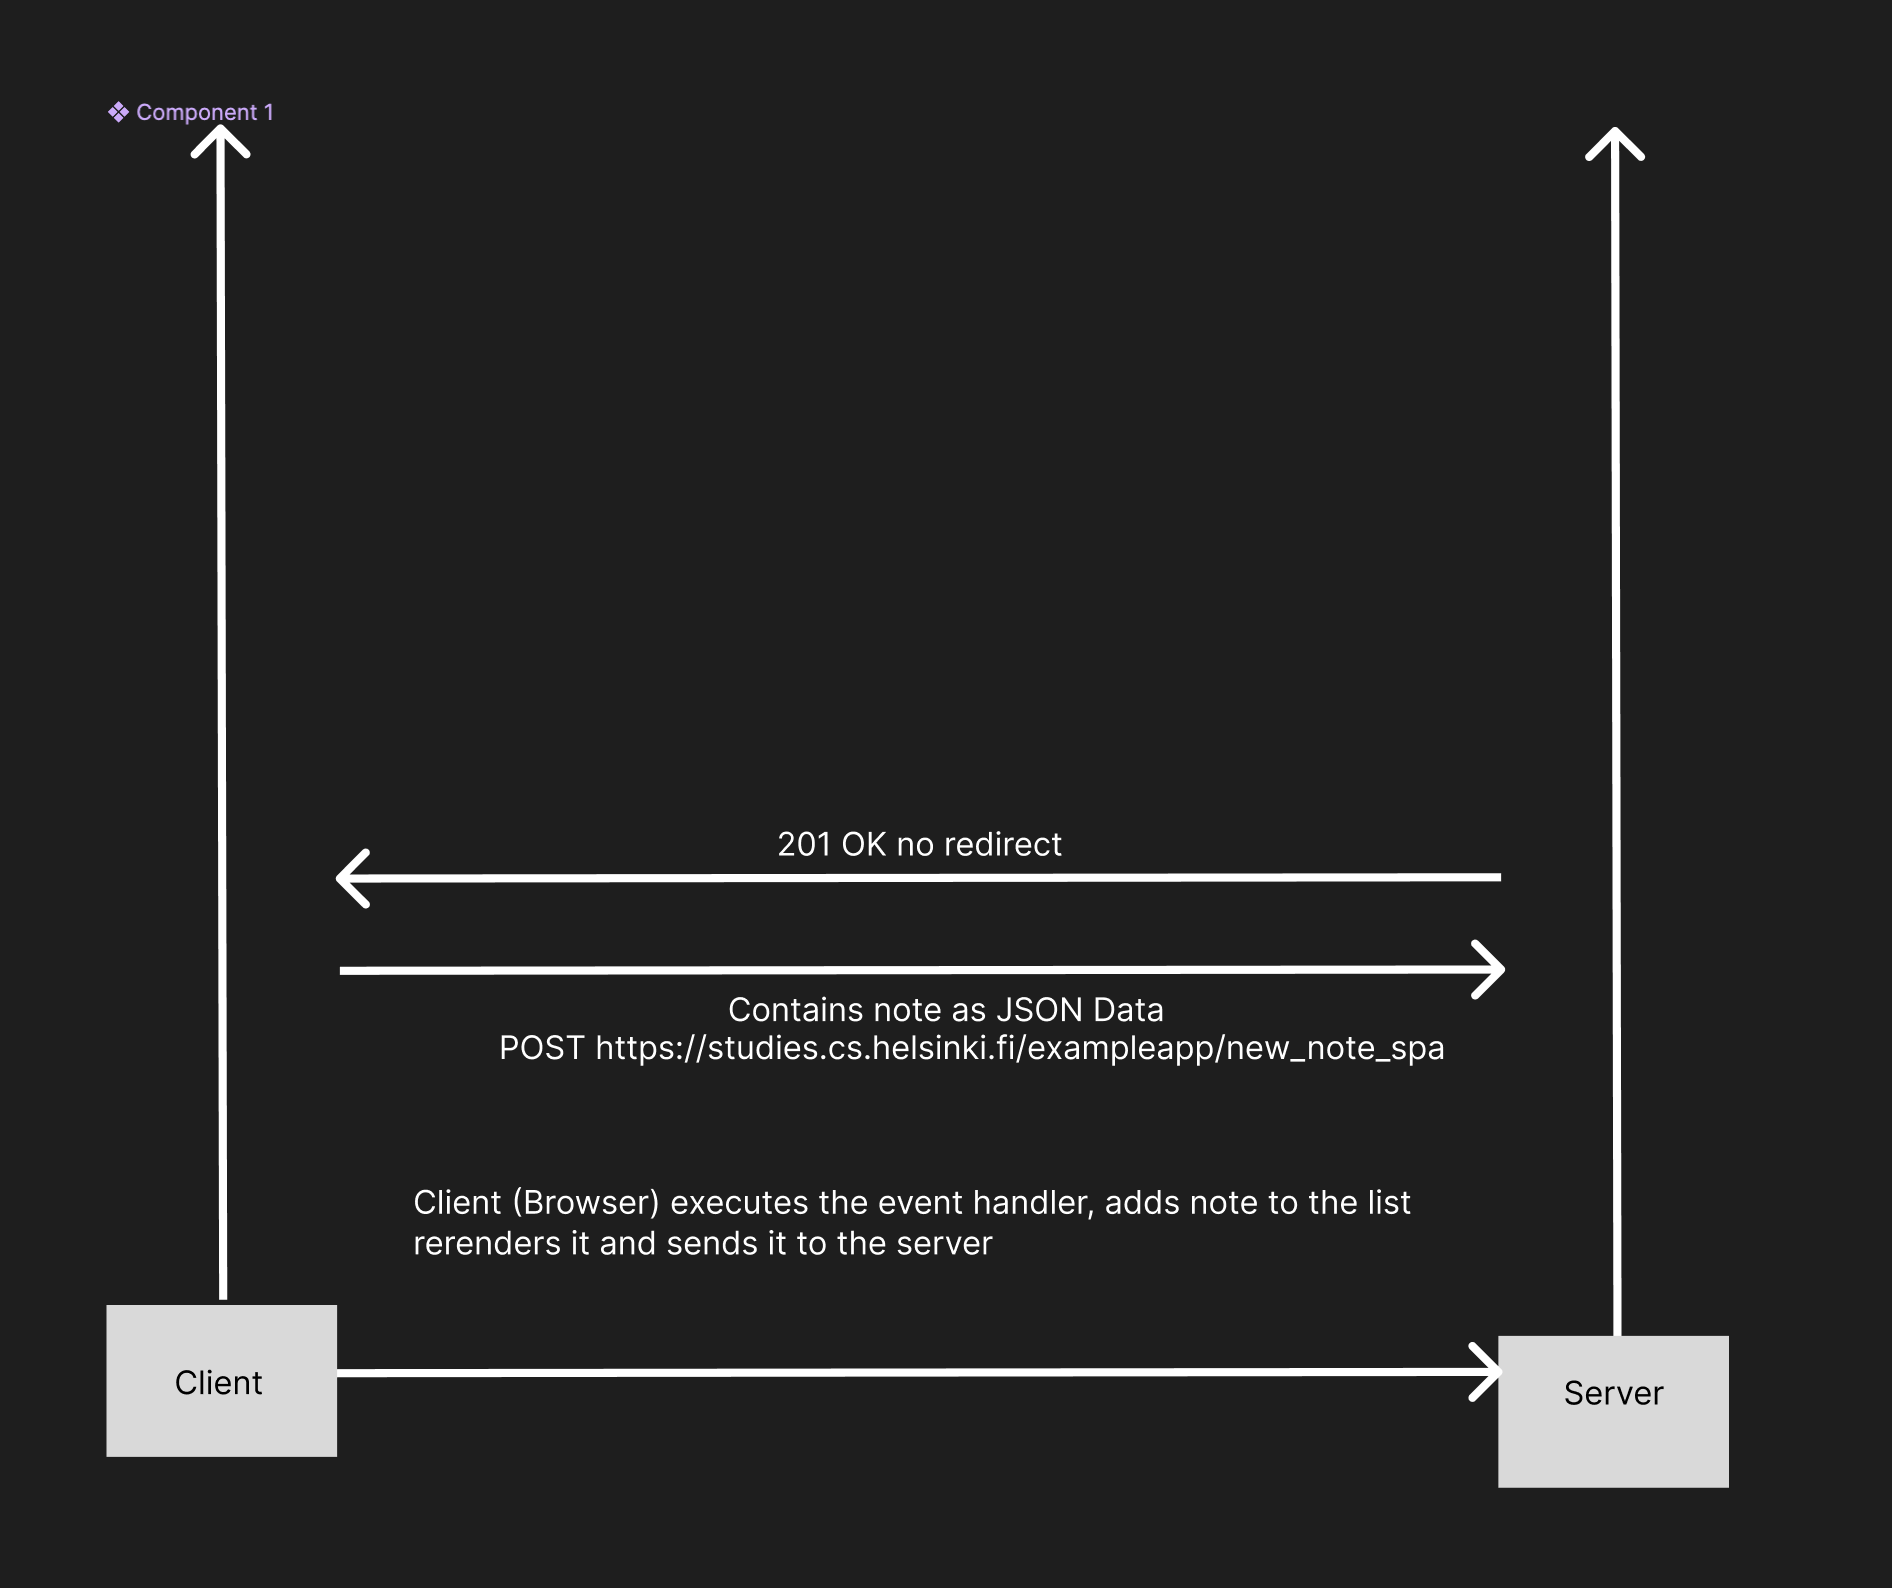 Component 1
201 OK no redirect
Contains note as JSON Data
POST https://studies.cs.helsinki.fi/exampleapp/new_note_spa
Client (Browser) executes the event handler, adds note to the list
rerenders it and sends it to the server
Client
Server